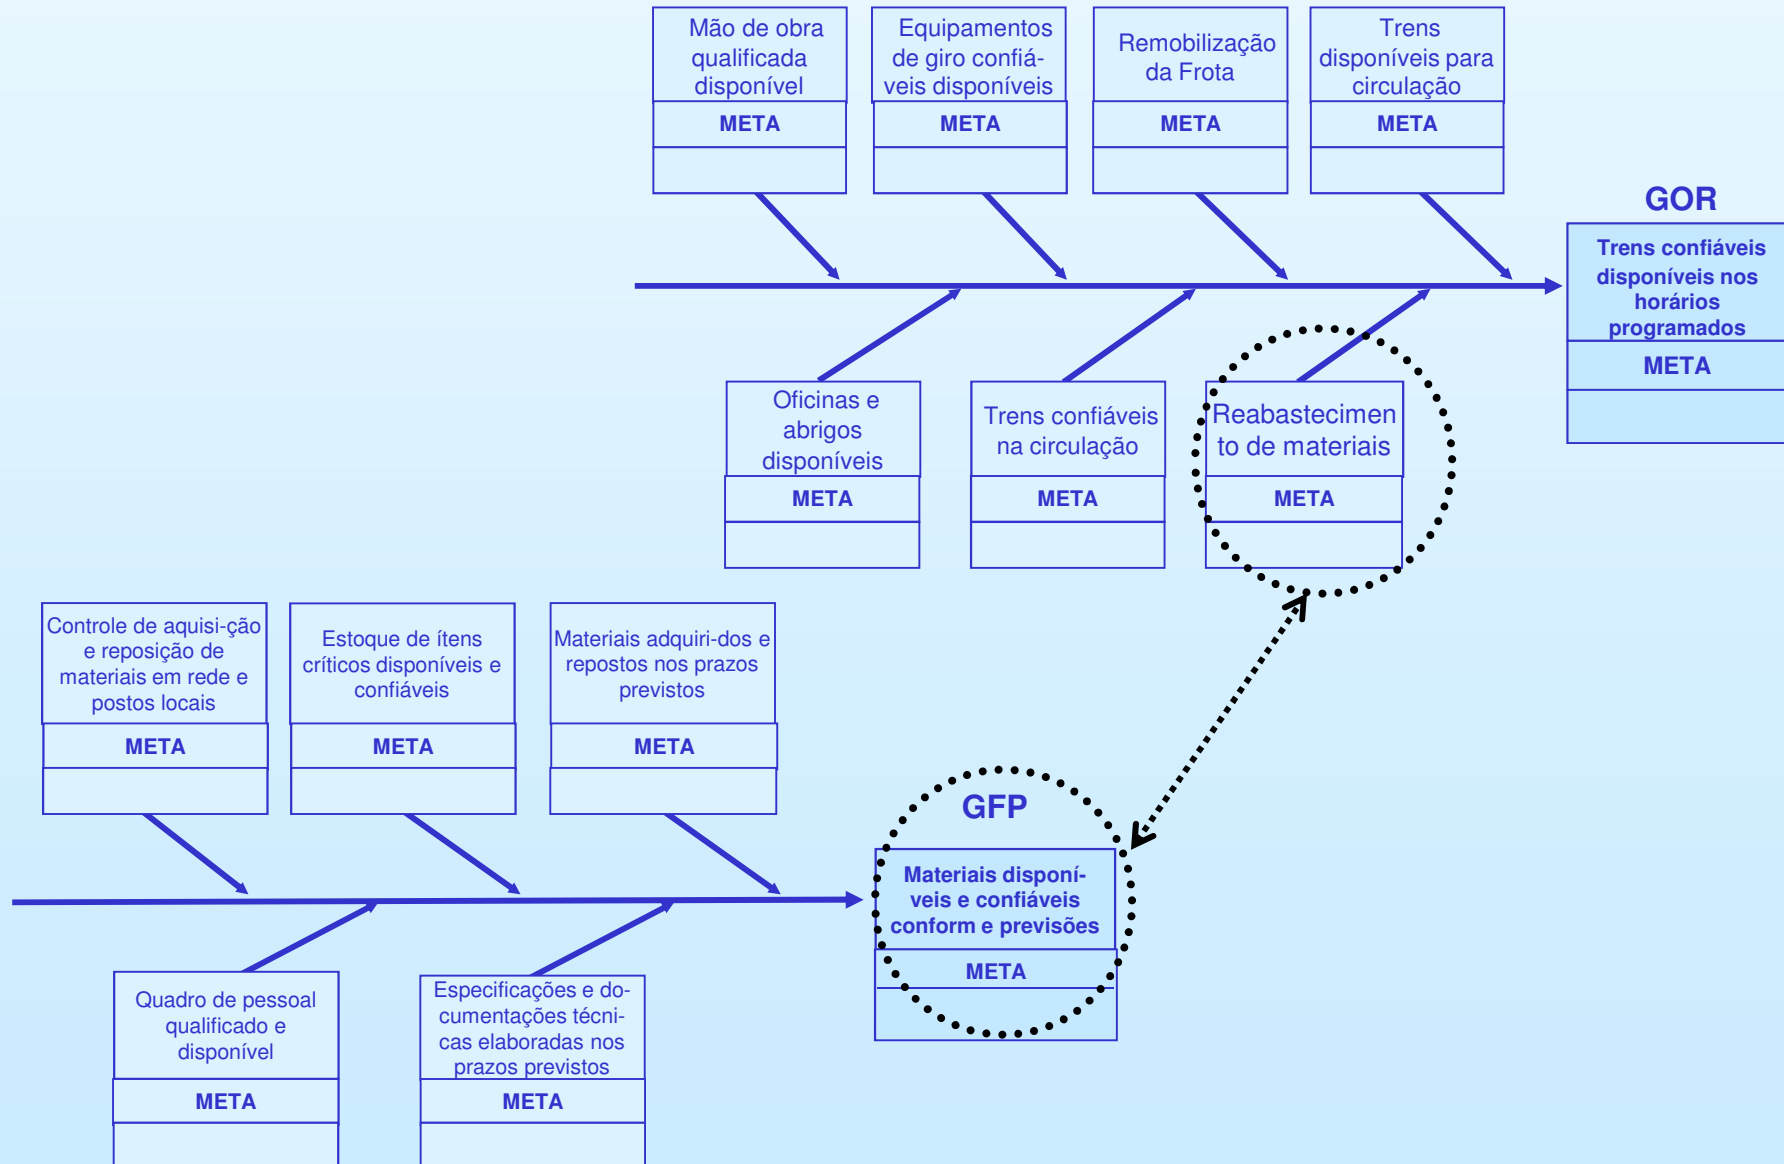 Mão de obra
qualificada
disponível
META
Equipamentos
de giro confiá-
veis disponíveis
META
Remobilização
da Frota
META
Trens
disponíveis para
circulação
META
GOR
Trens confiáveis
disponíveis nos
horários
programados
META
Oficinas e
abrigos
disponíveis
META
Trens confiáveis
na circulação
META
Reabastecimen
to de materiais
META
Controle de aquisi-ção
e reposição de
materiais em rede e
postos locais
META
Estoque de ítens
críticos disponíveis e
confiáveis
META
Materiais adquiri-dos e
repostos nos prazos
previstos
META
GFP
Materiais disponí-
veis e confiáveis
conform e previsões
META
Quadro de pessoal
qualificado e
disponível
META
Especificações e do-
cumentações técni-
cas elaboradas nos
prazos previstos
META